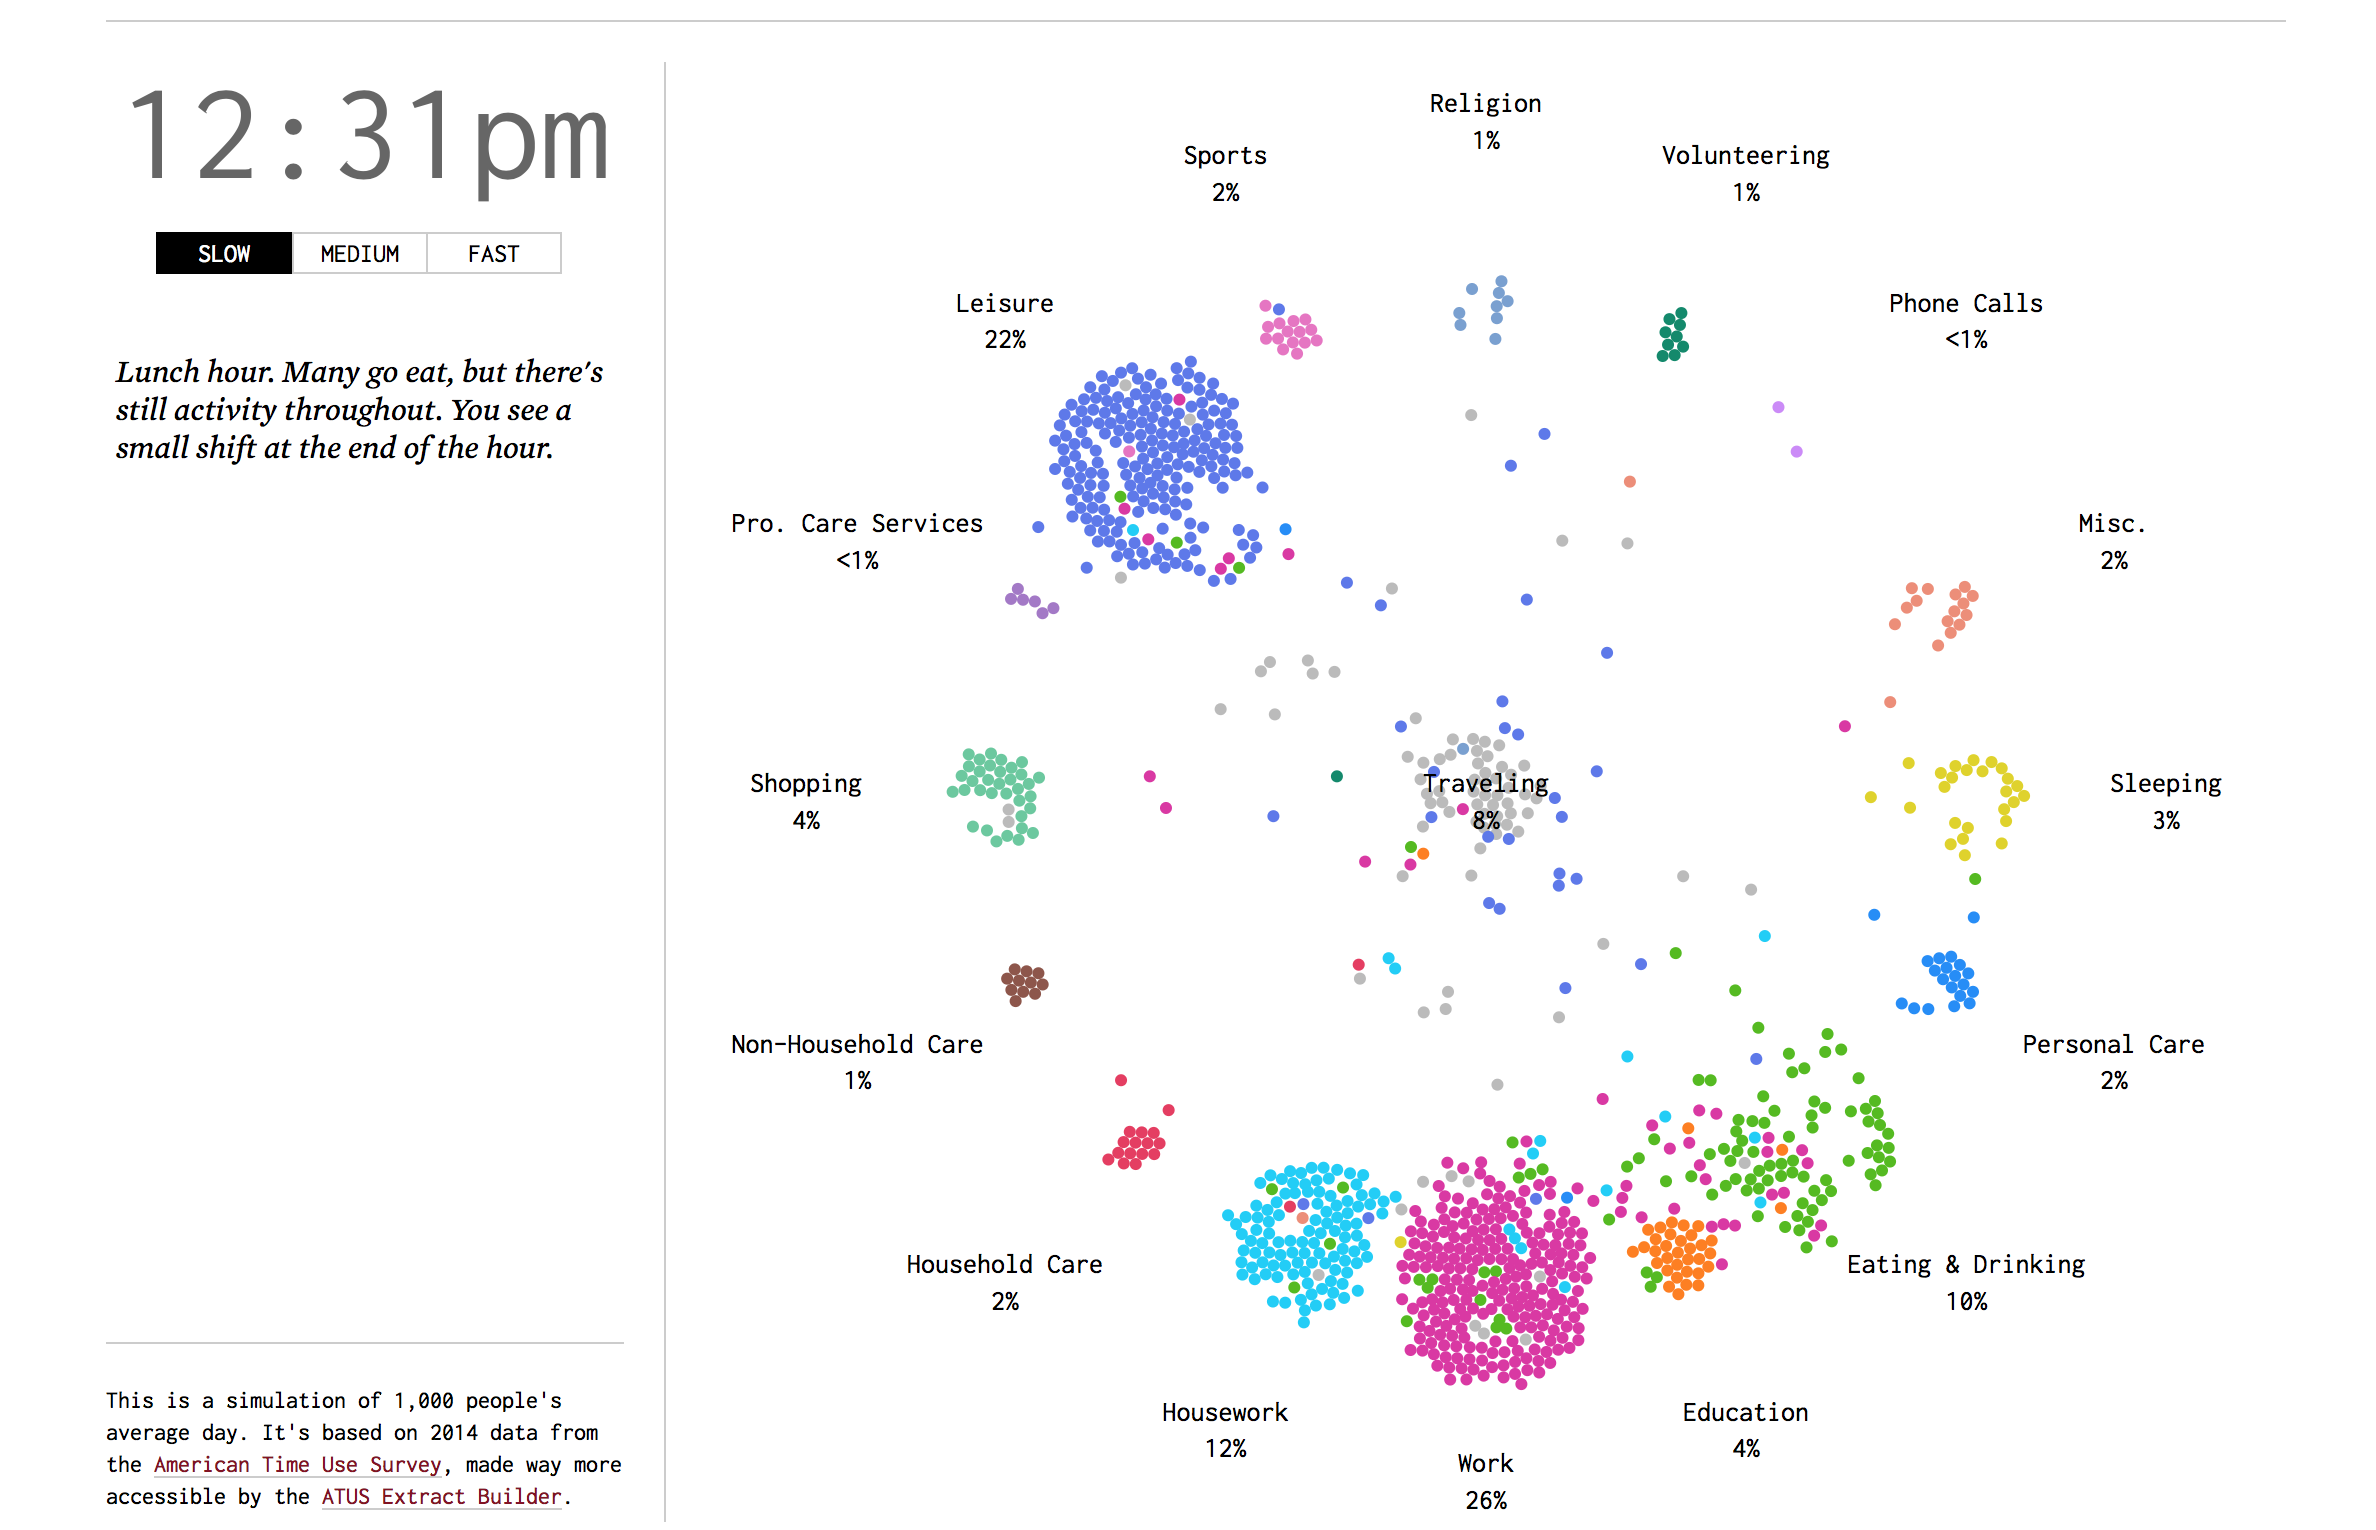 12:31pm
SLOW MEDIUM FAST
Lunch hour. Many go eat, but there's
still activity throughout. You see a
small shift at the end of the hour.
This is a simulation of 1,000 people's
average day. It's based on 2014 data from
the American Time Use Survey, made way more
accessible by the ATUS Extract Builder.
Religion
1%
Sports
2%
Volunteering
1%
Leisure
22%
Phone Calls
<1%
Pro. Care Services
<1%
Misc.
2%
Shopping
4%
Traveling
8%
Sleeping
3%
Non-Household Care
1%
Personal Care
2%
Household Care
2%
Eating & Drinking
10%
Housework
12%
Education
4%
Work
26%